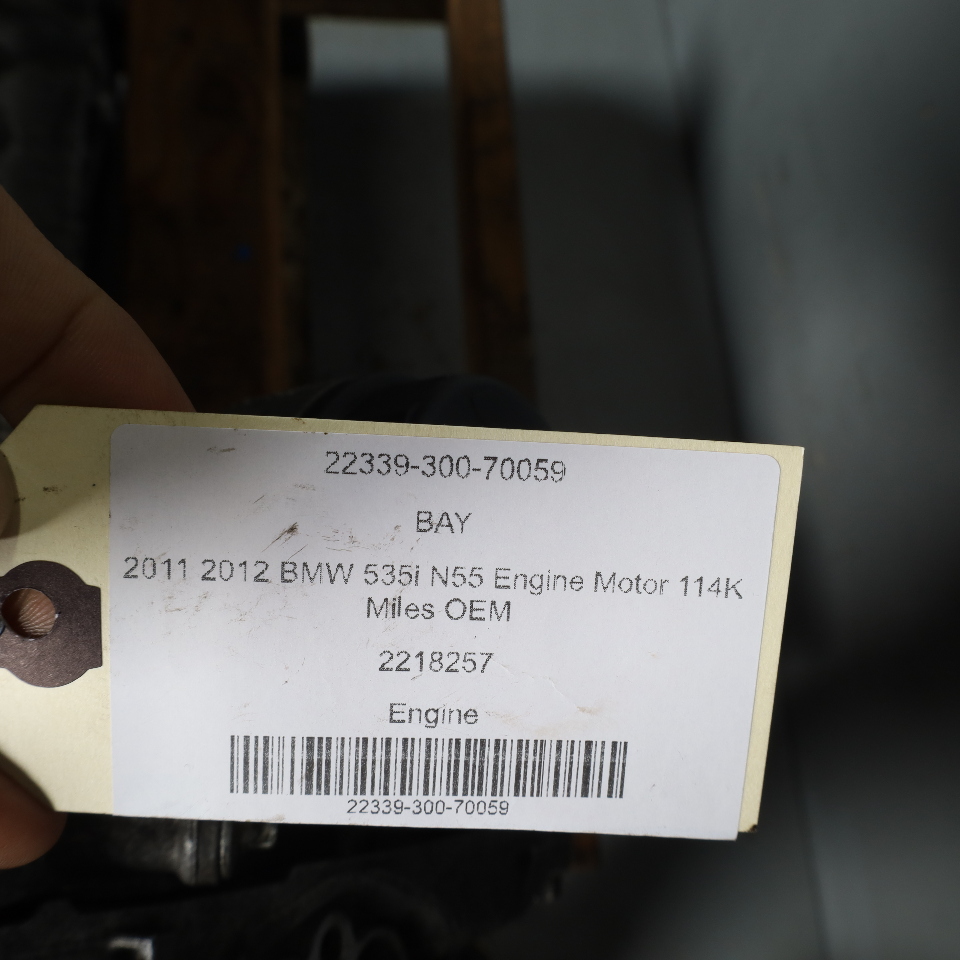 22339-300-70059
BAY
2011 2012 BMW 535i N55 Engine Motor 114K
Miles OEM
2218257
Engine
22339-300-70059